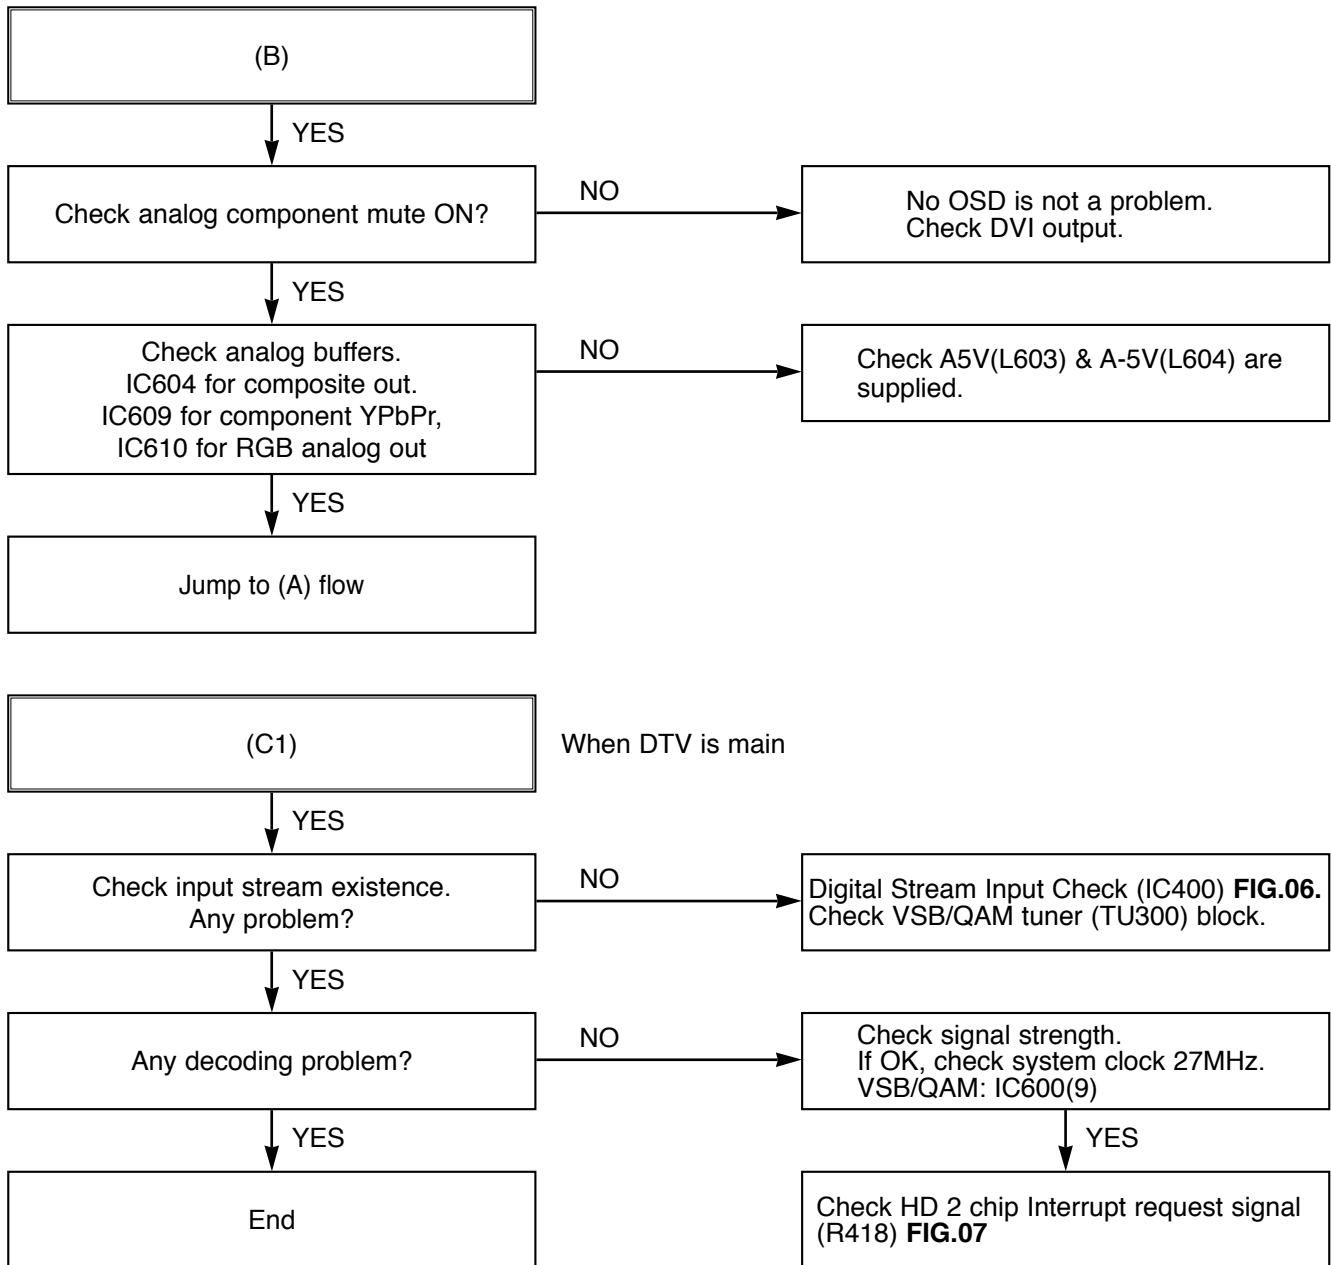 (B)
YES
Check analog component mute ON?
NO
No OSD is not a problem.
Check DVI output.
YES
Check analog buffers.
IC604 for composite out.
IC609 for component YPbPr,
IC610 for RGB analog out
NO
Check A5V(L603) & A-5V(L604) are
supplied.
YES
Jump to (A) flow
(C1)
When DTV is main
YES
Check input stream existence.
Any problem?
NO
Digital Stream Input Check (IC400) FIG.06.
Check VSB/QAM tuner (TU300) block.
YES
Any decoding problem?
NO
Check signal strength.
If OK, check system clock 27MHz.
VSB/QAM: IC600(9)
YES
End
YES
Check HD 2 chip Interrupt request signal
(R418) FIG.07